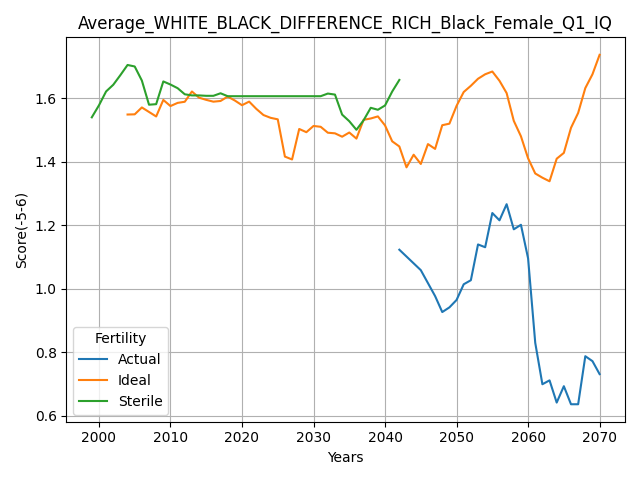 Average_WHITE_BLACK_DIFFERENCE_RICH_Black_Female_Q1_IQ
Score(-5-6)
1.6
1.4
1.2
1.0
0.8
0.6
Fertility
Actual
Ideal
Sterile
2000 2010 2020 2030 2040 2050 2060 2070
Years